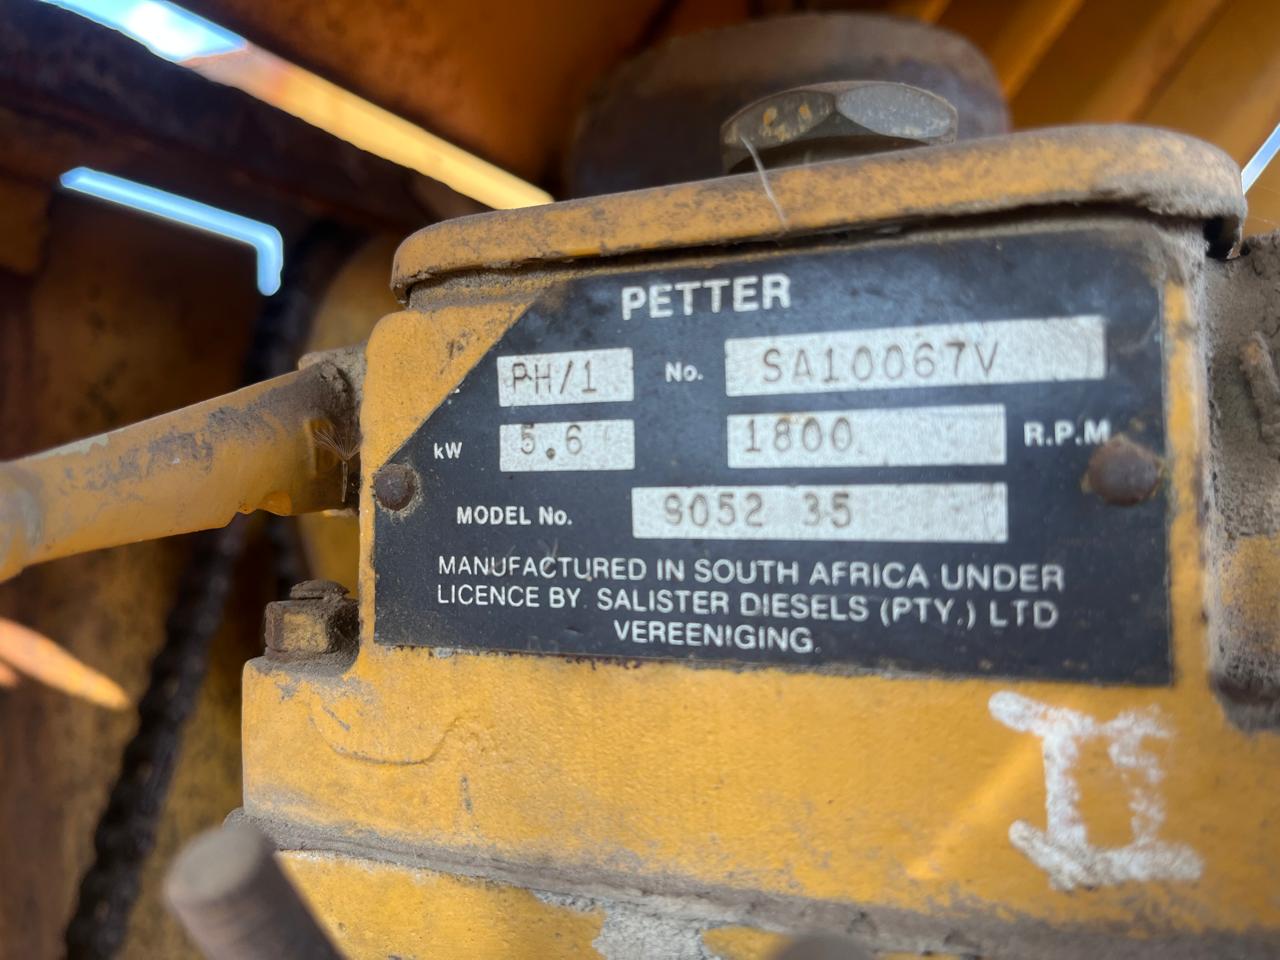 PETTER
PH/1 No. SA10067V
kW 5.6 1800 R.P.M
MODEL No. 9052 35
MANUFACTURED IN SOUTH AFRICA UNDER
LICENCE BY SALISTER DIESELS (PTY.) LTD
VEREENIGING.